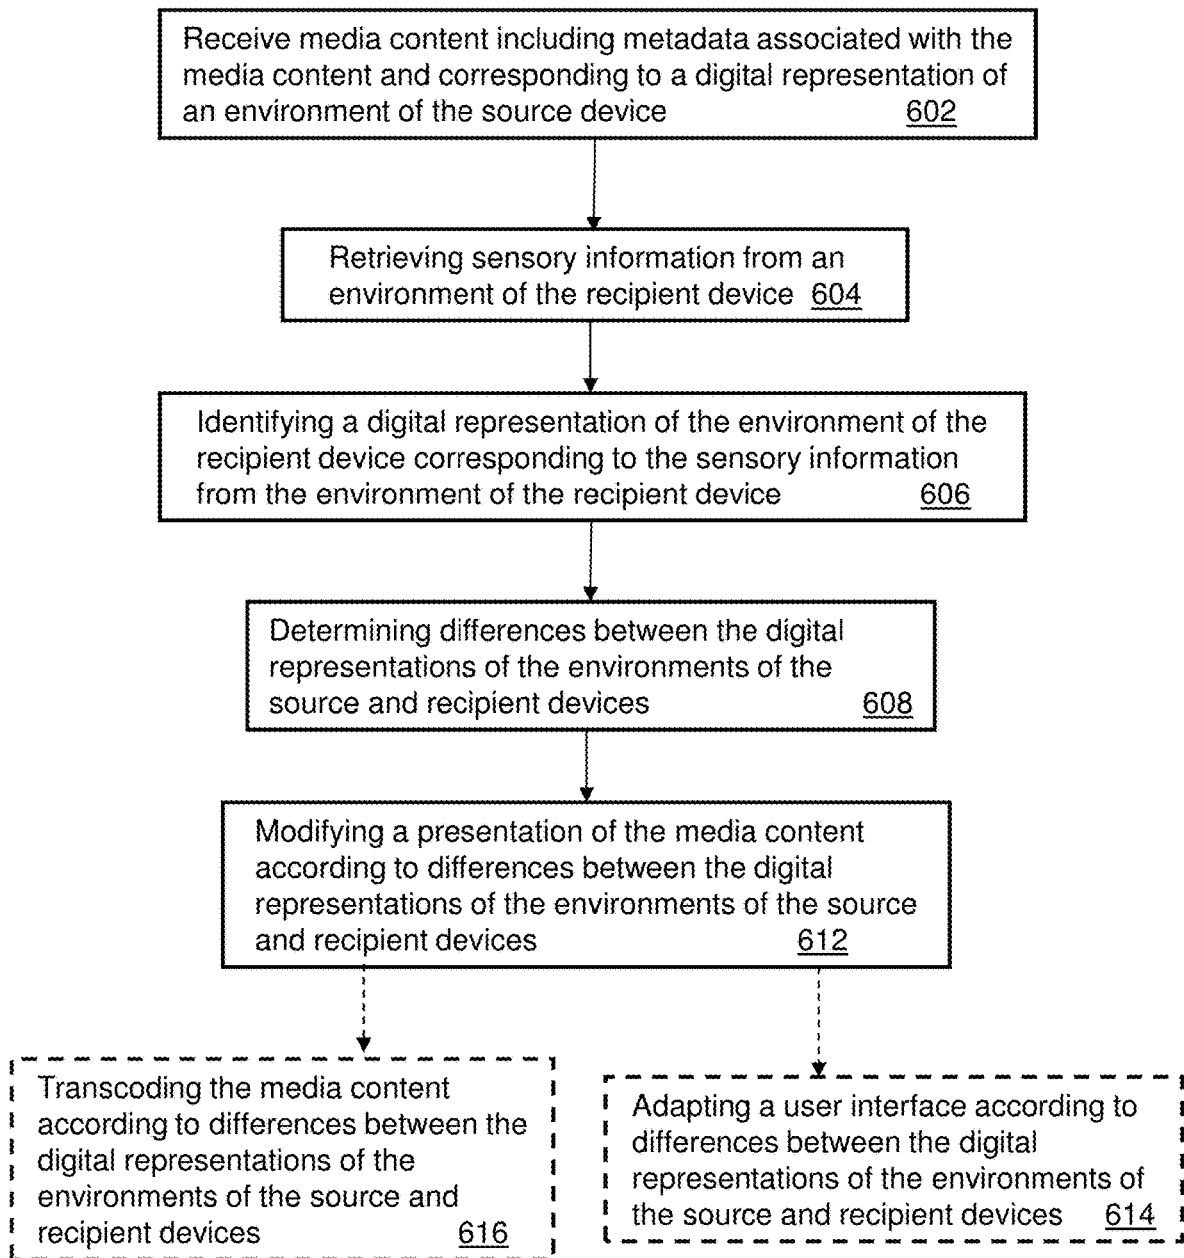 Receive media content including metadata associated with the
media content and corresponding to a digital representation of
an environment of the source device 602
Retrieving sensory information from an
environment of the recipient device 604
Identifying a digital representation of the environment of the
recipient device corresponding to the sensory information
from the environment of the recipient device 606
Determining differences between the digital
representations of the environments of the
source and recipient devices 608
Modifying a presentation of the media content
according to differences between the digital
representations of the environments of the source
and recipient devices 612
Transcoding the media content
according to differences between the
digital representations of the
environments of the source and
recipient devices 616
Adapting a user interface according to
differences between the digital
representations of the environments of
the source and recipient devices 614